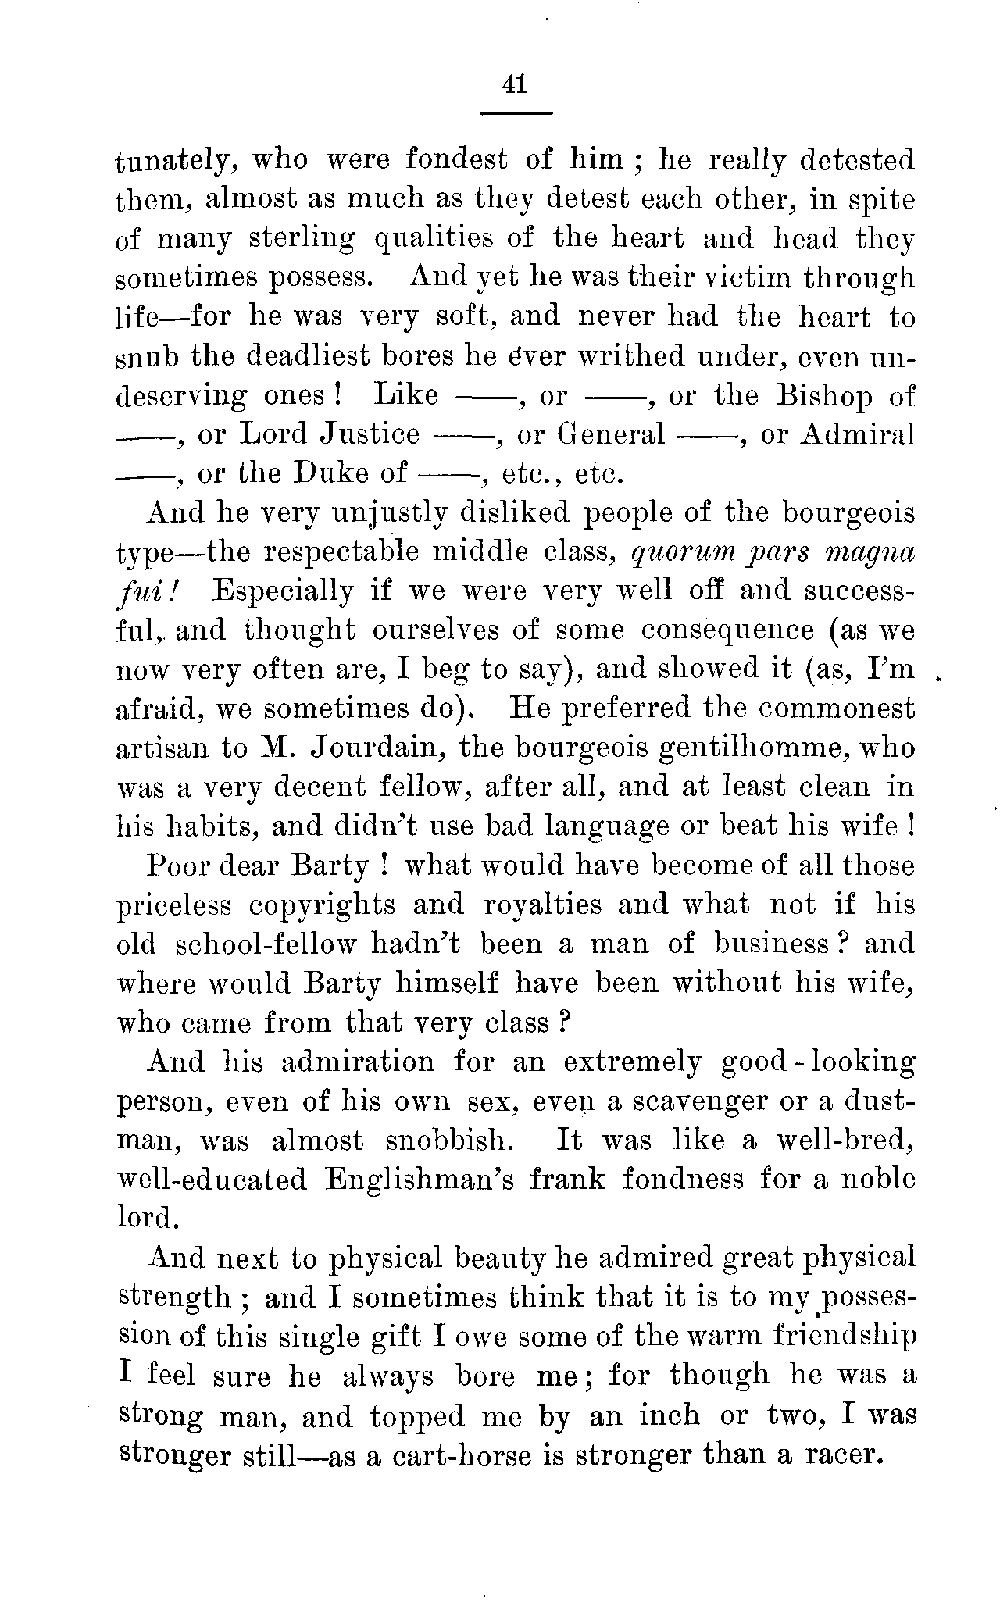 41
tunately, who were fondest of him ; he really detested
them, almost as much as they detest each other, in spite
of many sterling qualities of the heart and head they
sometimes possess. And yet he was their victim through
life—for he was very soft, and never had the heart to
snub the deadliest bores he ever writhed under, even un-
deserving ones ! Like ——, or ——, or the Bishop of
——, or Lord Justice ——, or General ——, or Admiral
——, or the Duke of ——, etc., etc.
And he very unjustly disliked people of the bourgeois
type—the respectable middle class, quorum pars magna
fui ! Especially if we were very well off and success-
ful, and thought ourselves of some consequence (as we
now very often are, I beg to say), and showed it (as, I'm
afraid, we sometimes do). He preferred the commonest
artisan to M. Jourdain, the bourgeois gentilhomme, who
was a very decent fellow, after all, and at least clean in
his habits, and didn't use bad language or beat his wife !
Poor dear Barty ! what would have become of all those
priceless copyrights and royalties and what not if his
old school-fellow hadn't been a man of business ? and
where would Barty himself have been without his wife,
who came from that very class ?
And his admiration for an extremely good-looking
person, even of his own sex, even a scavenger or a dust-
man, was almost snobbish. It was like a well-bred,
well-educated Englishman's frank fondness for a noble
lord.
And next to physical beauty he admired great physical
strength ; and I sometimes think that it is to my posses-
sion of this single gift I owe some of the warm friendship
I feel sure he always bore me ; for though he was a
strong man, and topped me by an inch or two, I was
stronger still—as a cart-horse is stronger than a racer.